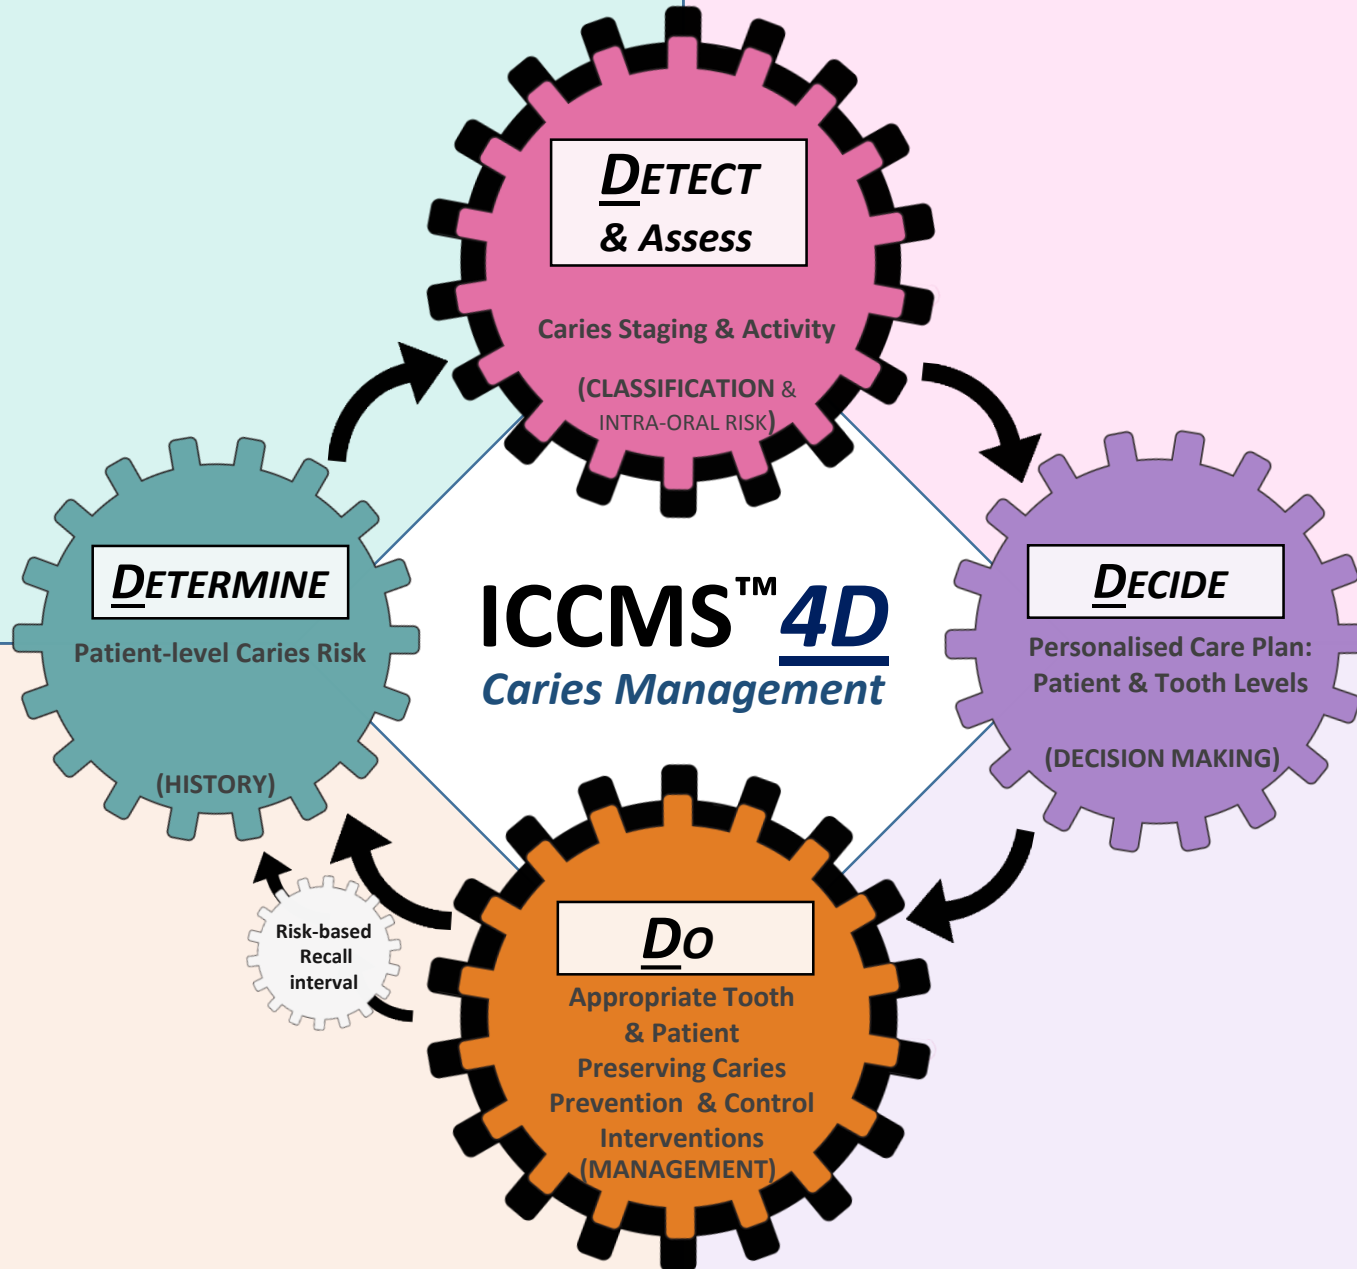 DETECT
& Assess
Caries Staging & Activity
(CLASSIFICATION &
INTRA-ORAL RISK)
DETERMINE
Patient-level Caries Risk
(HISTORY)
ICCMS™ 4D
Caries Management
DECIDE
Personalised Care Plan:
Patient & Tooth Levels
(DECISION MAKING)
Risk-based
Recall
interval
DO
Appropriate Tooth
& Patient
Preserving Caries
Prevention & Control
Interventions
(MANAGEMENT)